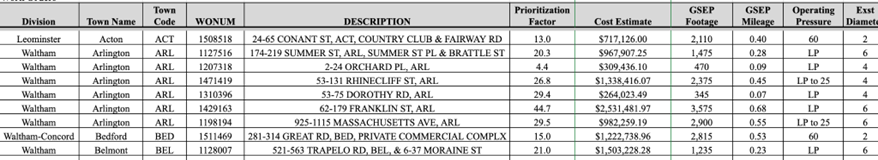 Division Town Name Town Code WONUM DESCRIPTION Prioritization Factor Cost Estimate GSEP Footage GSEP Mileage Operating Pressure Exst
Leominster Acton ACT 1508518 24-65 CONANT ST, ACT, COUNTRY CLUB & FAIRWAY RD 13.0 $717,126.00 2,110 0.40 60 2
Waltham Arlington ARL 1127516 174-219 SUMMER ST, ARL, SUMMER ST PL & BRATTLE ST 20.3 $967,907.25 1,475 0.28 LP 6
Waltham Arlington ARL 1207318 2-24 ORCHARD PL, ARL 4.4 $309,436.10 470 0.09 LP 4
Waltham Arlington ARL 1471419 53-131 RHINECLIFF ST, ARL 26.8 $1,338,416.07 2,375 0.45 LP to 25 4
Waltham Arlington ARL 1310396 53-75 DOROTHY RD, ARL 29.4 $264,023.49 345 0.07 LP 4
Waltham Arlington ARL 1429163 62-179 FRANKLIN ST, ARL 44.7 $2,531,481.97 3,575 0.68 LP 6
Waltham Arlington ARL 1198194 925-1115 MASSACHUSETTS AVE, ARL 29.5 $982,259.19 2,900 0.55 LP to 25 6
Waltham-Concord Bedford BED 1511469 281-314 GREAT RD, BED, PRIVATE COMMERCIAL COMPLX 15.0 $1,222,738.96 2,815 0.53 60 2
Waltham Belmont BEL 1128007 521-563 TRAPELO RD, BEL, & 6-37 MORAINE ST 21.0 $1,503,228.28 1,235 0.23 LP 6